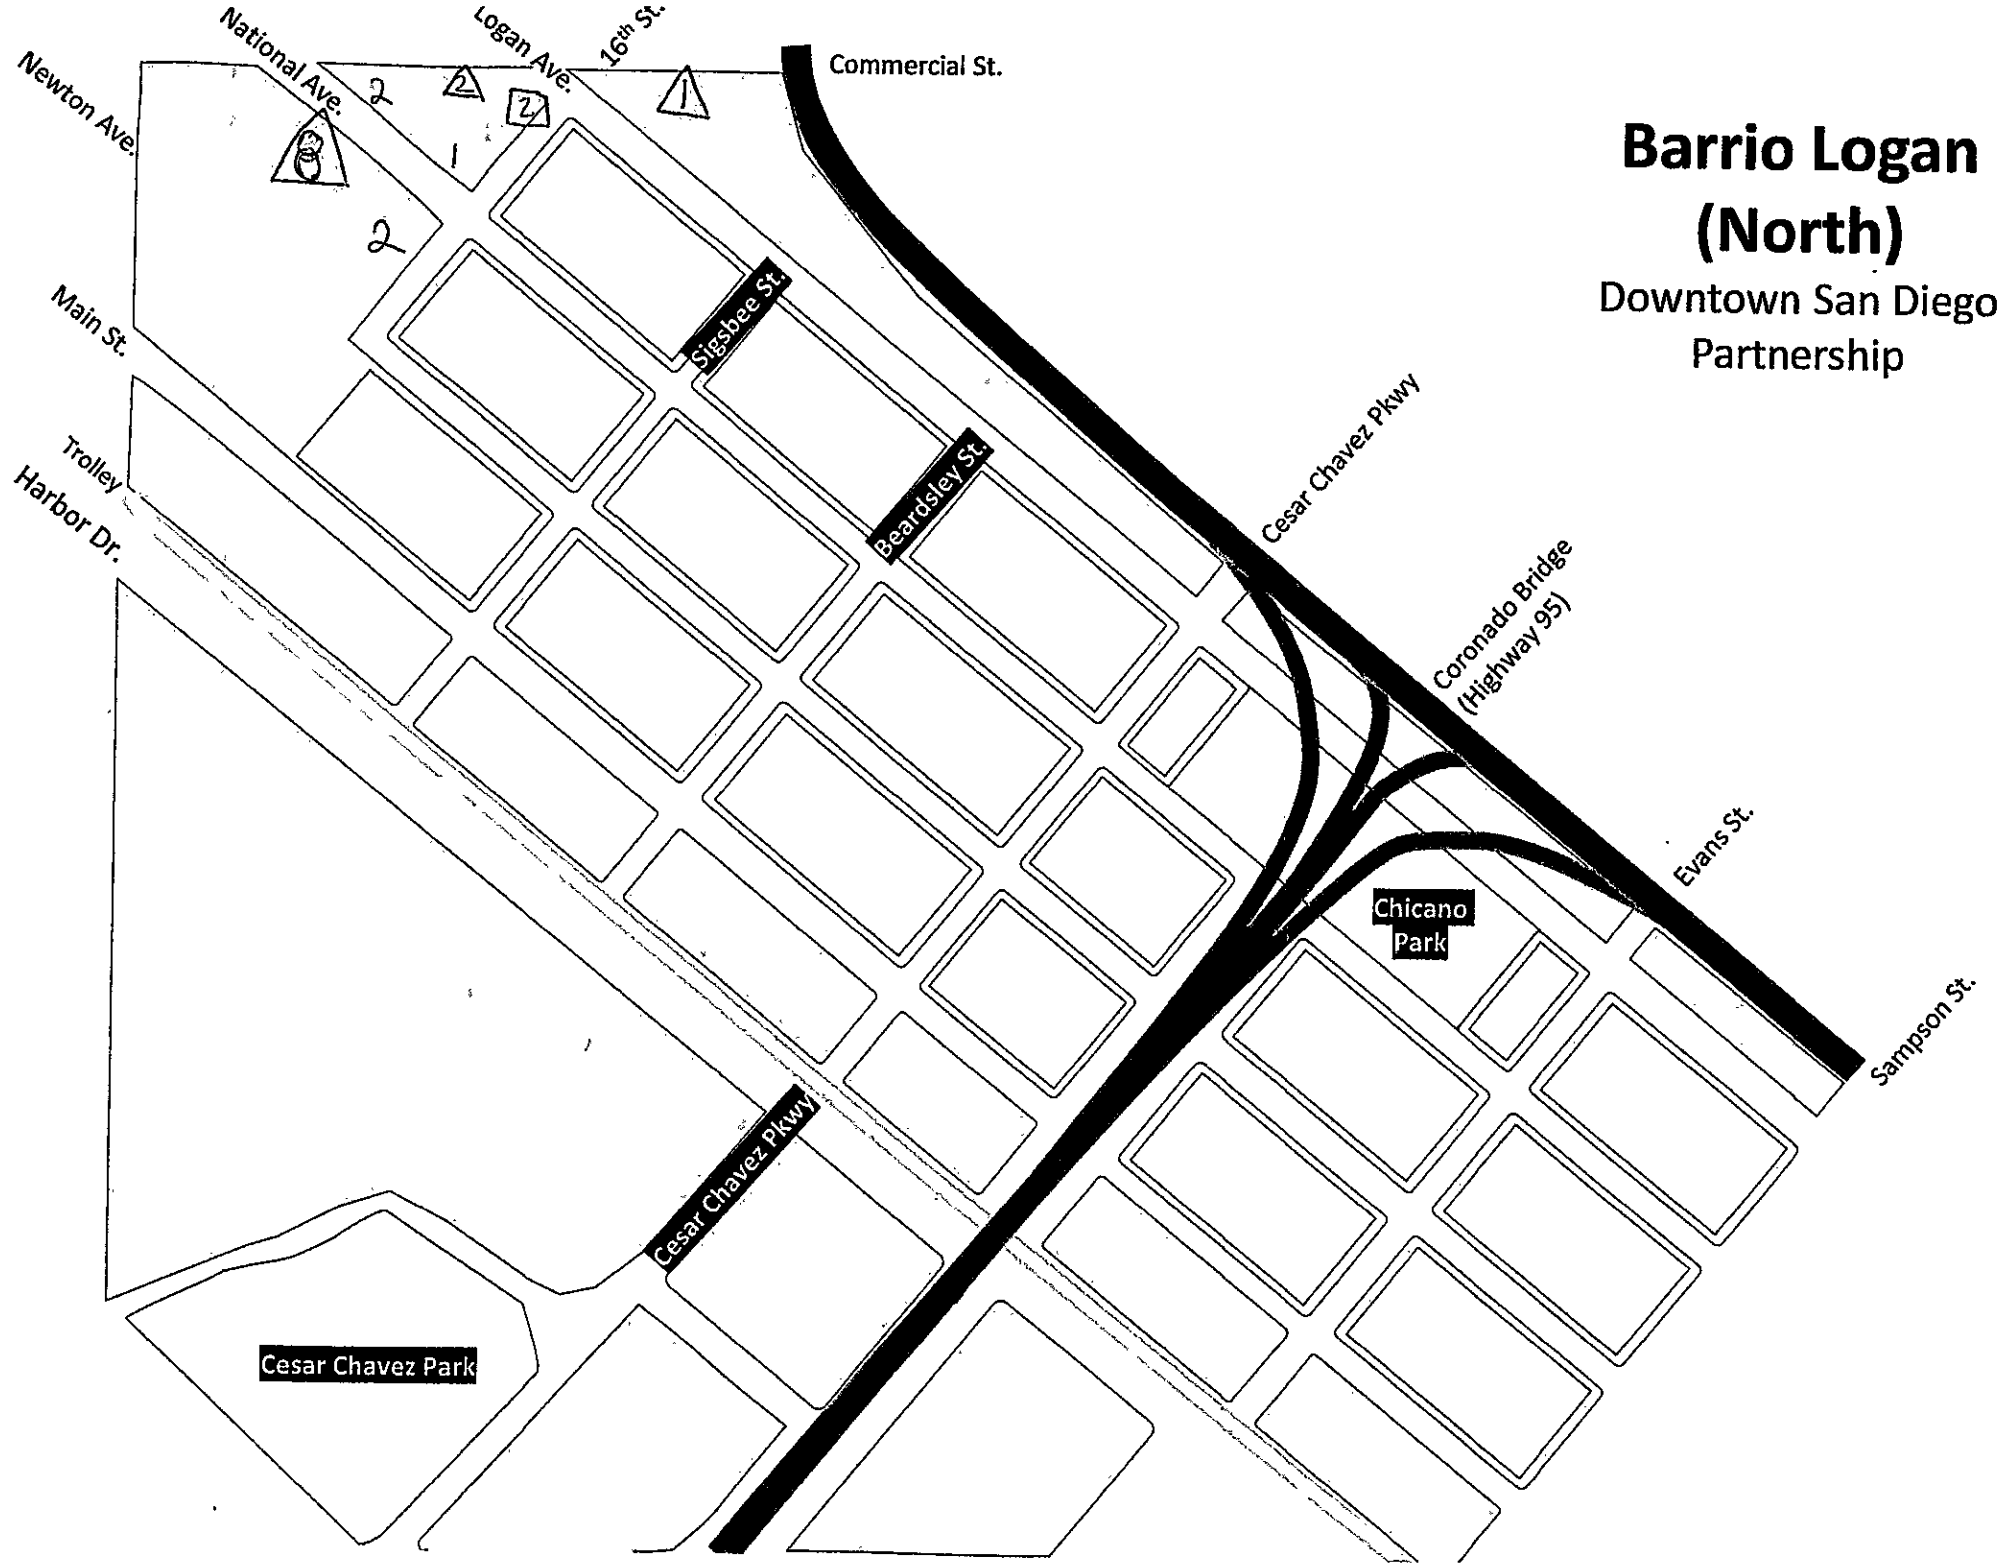 Newton Ave.
National Ave.
Logan Ave.
16th St.
Commercial St.
2
2
2
1
1
8
2
Barrio Logan
(North)
Downtown San Diego
Partnership
Main St.
Sigsbee St.
Trolley
Harbor Dr.
Beardsley St.
Cesar Chavez Pkwy
Coronado Bridge
(Highway 95)
Evans St.
Chicano
Park
Sampson St.
Cesar Chavez Pkwy
Cesar Chavez Park